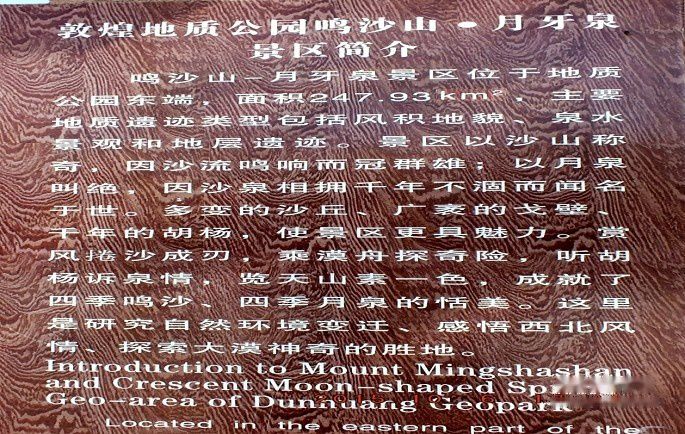 敦煌地质公园鸣沙山·月牙泉
景区简介
鸣沙山-月牙泉景区位于地质
公园东端，面积247.93km²，主要
地质遗迹类型包括风积地貌、泉水
景观和地层遗迹。景区以沙山称
奇，因沙流鸣响而冠群雄；以月泉
叫绝，因沙泉相拥千年不涸而闻名
于世。多变的沙丘、广袤的戈壁、
千年的胡杨，使景区更具魅力。赏
风捲沙成刃，乘漠舟探奇险，听胡
杨诉泉情，览天山素一色，成就了
四季鸣沙、四季月泉的恬美。这里
是研究自然环境变迁、感悟西北风
情、探索大漠神奇的胜地。
Introduction to Mount Mingshashan
and Crescent Moon-shaped
Geo-area of Dunhuang Geopark
Located in the eastern part of the